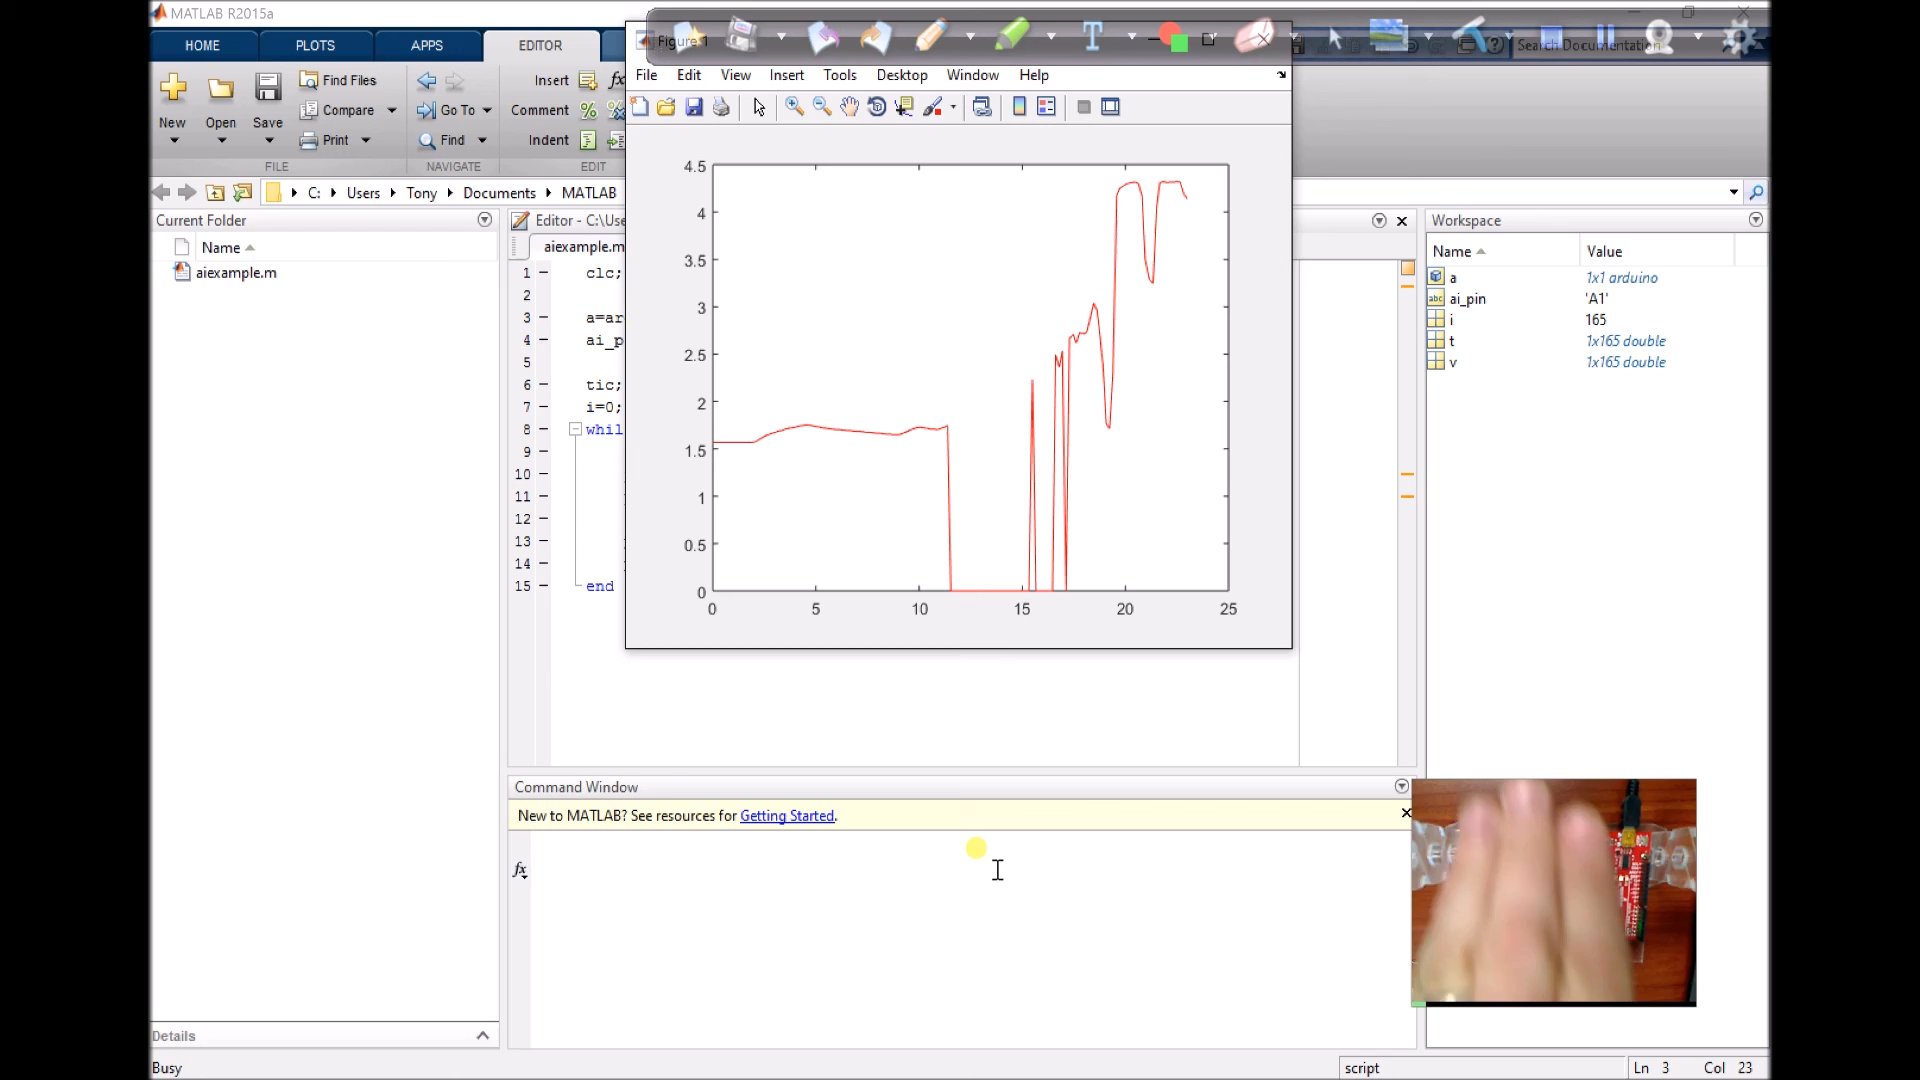 MATLAB R2015a
HOME PLOTS APPS EDITOR
Search Documentation
Figure 1
File Edit View Insert Tools Desktop Window Help
New Open Save
Find Files
Compare
Print
FILE
Go To
Find
NAVIGATE
Insert fx
Comment %
Indent
EDIT
C: Users Tony Documents MATLAB
Current Folder
Name
aiexample.m
Details
Editor - C:\Use
aiexample.m
1 clc;
2
3 a=ar
4 ai_p
5
6 tic;
7 i=0;
8 whil
9
10
11
12
13
14
15 end
4.5
4
3.5
3
2.5
2
1.5
1
0.5
0
0 5 10 15 20 25
Command Window
New to MATLAB? See resources for Getting Started.
fx
Workspace
Name Value
a 1x1 arduino
abc ai_pin 'A1'
i 165
t 1x165 double
v 1x165 double
Busy
script
Ln 3 Col 23